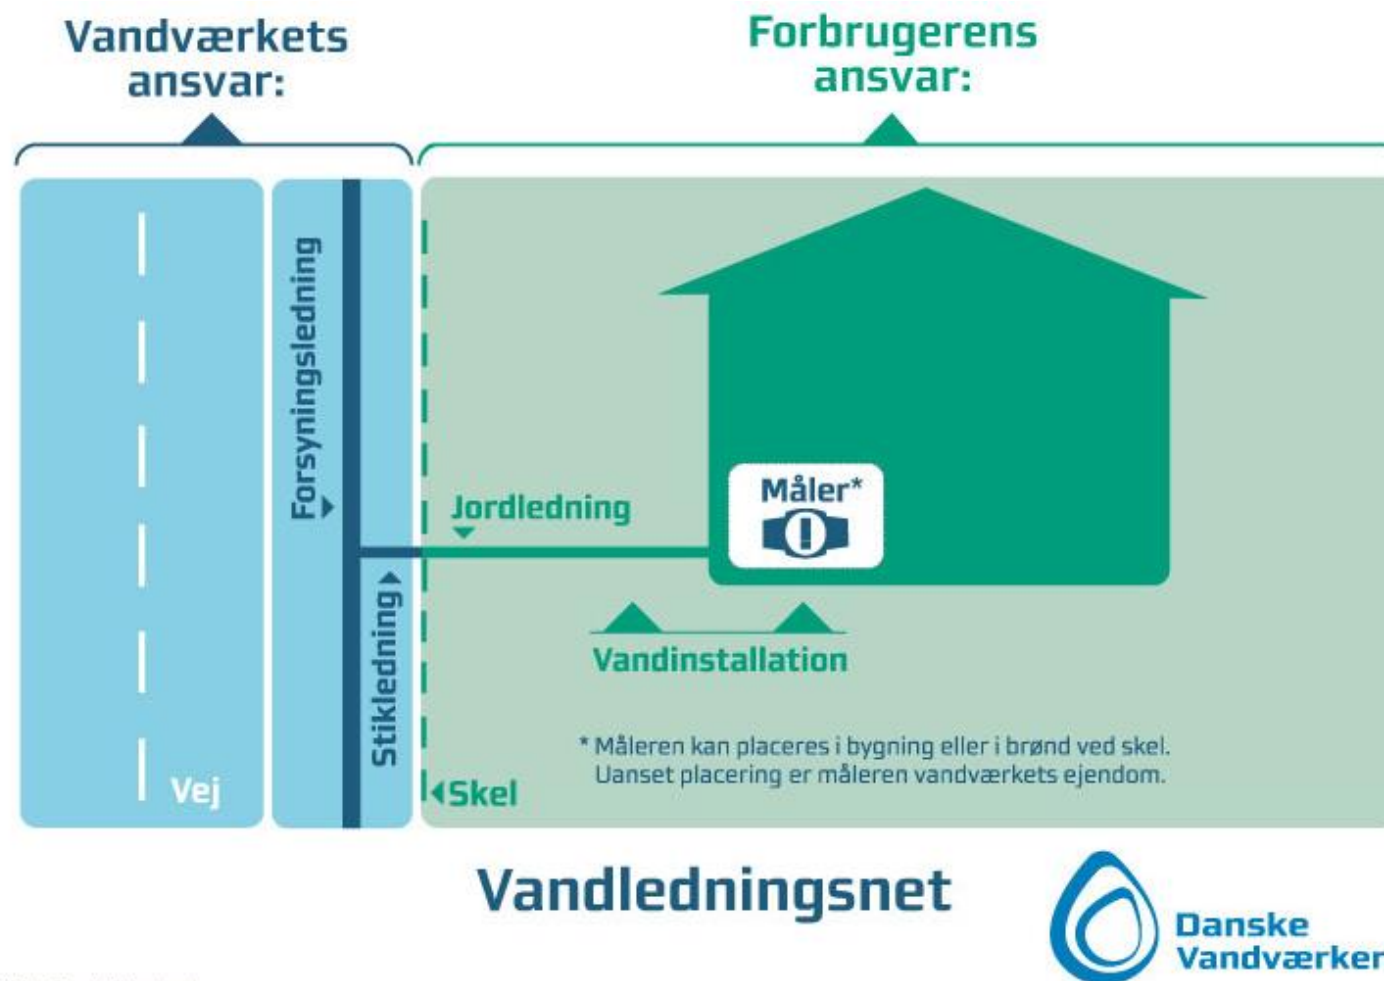 Vandværkets
ansvar:
Forbrugerens
ansvar:
Forsyningsledning
Stikledning
Vej
Jordledning
Måler*
Vandinstallation
* Måleren kan placeres i bygning eller i brønd ved skel.
Uanset placering er måleren vandværkets ejendom.
Skel
Vandledningsnet
Danske
Vandværker